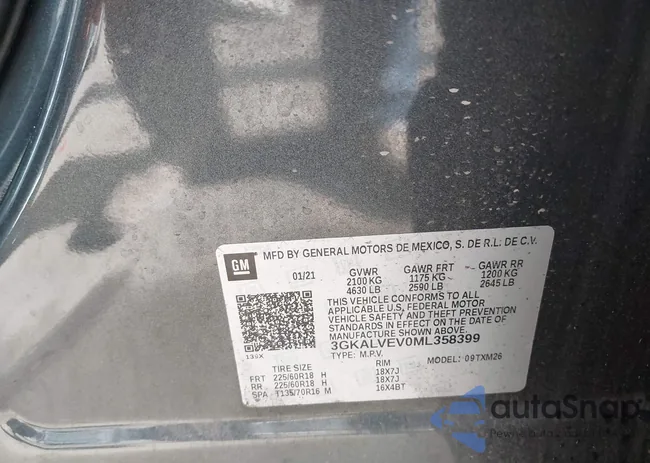 GM
MFD BY GENERAL MOTORS DE MEXICO, S. DE R.L. DE C.V.
01/21 GVWR GAWR FRT GAWR RR
2100 KG 1175 KG 1200 KG
4630 LB 2590 LB 2645 LB
THIS VEHICLE CONFORMS TO ALL
APPLICABLE U.S. FEDERAL MOTOR
VEHICLE SAFETY AND THEFT PREVENTION
STANDARDS IN EFFECT ON THE DATE OF
MANUFACTURE SHOWN ABOVE.
3GKALVEV0ML358399
TYPE: M.P.V. MODEL: 09TXM26
TIRE SIZE RIM
FRT 225/60R18 H 18X7J
RR 225/60R18 H 18X7J
SPA T135/70R16 M 16X4BT
autoSnap